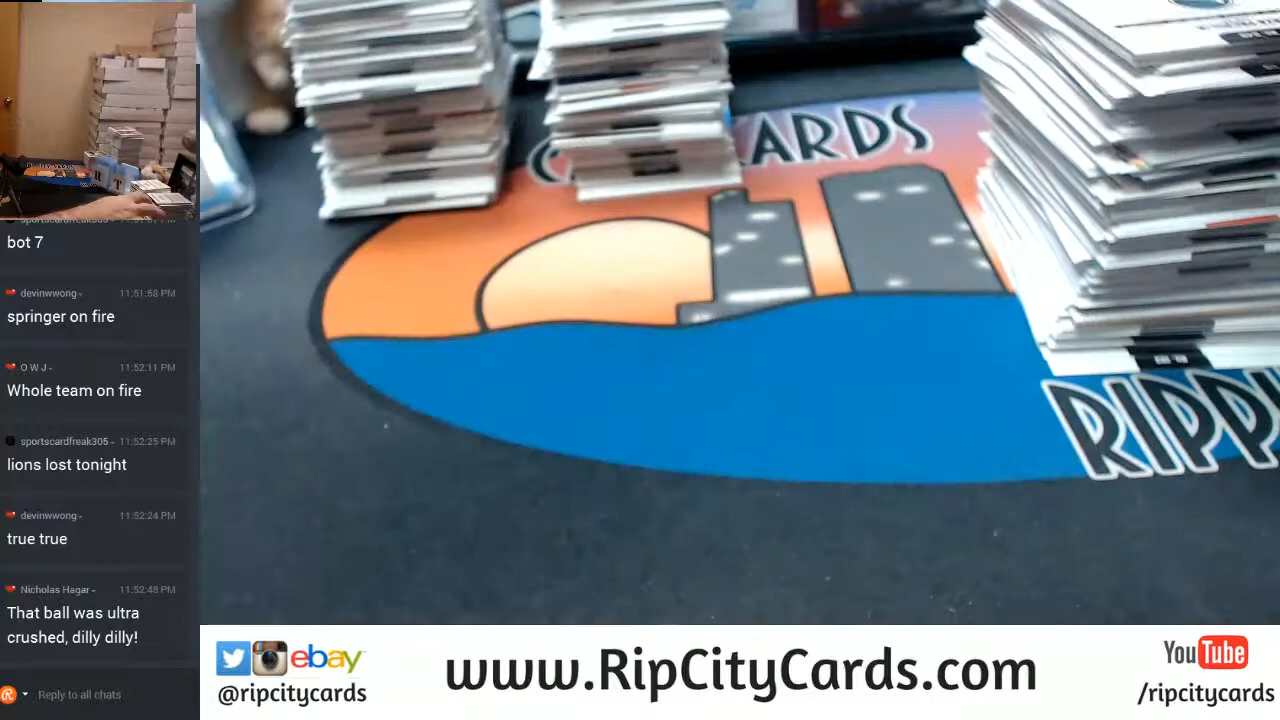 bot 7
devinwwong- 11:51:58 PM
springer on fire
O W J - 11:52:11 PM
Whole team on fire
sportscardfreak305 - 11:52:25 PM
lions lost tonight
devinwwong- 11:52:24 PM
true true
Nicholas Hagar - 11:52:48 PM
That ball was ultra
crushed, dilly dilly!
Reply to all chats
C ARDS
RIPPI
ebay
@ripcitycards
www.RipCityCards.com
YouTube
/ripcitycards